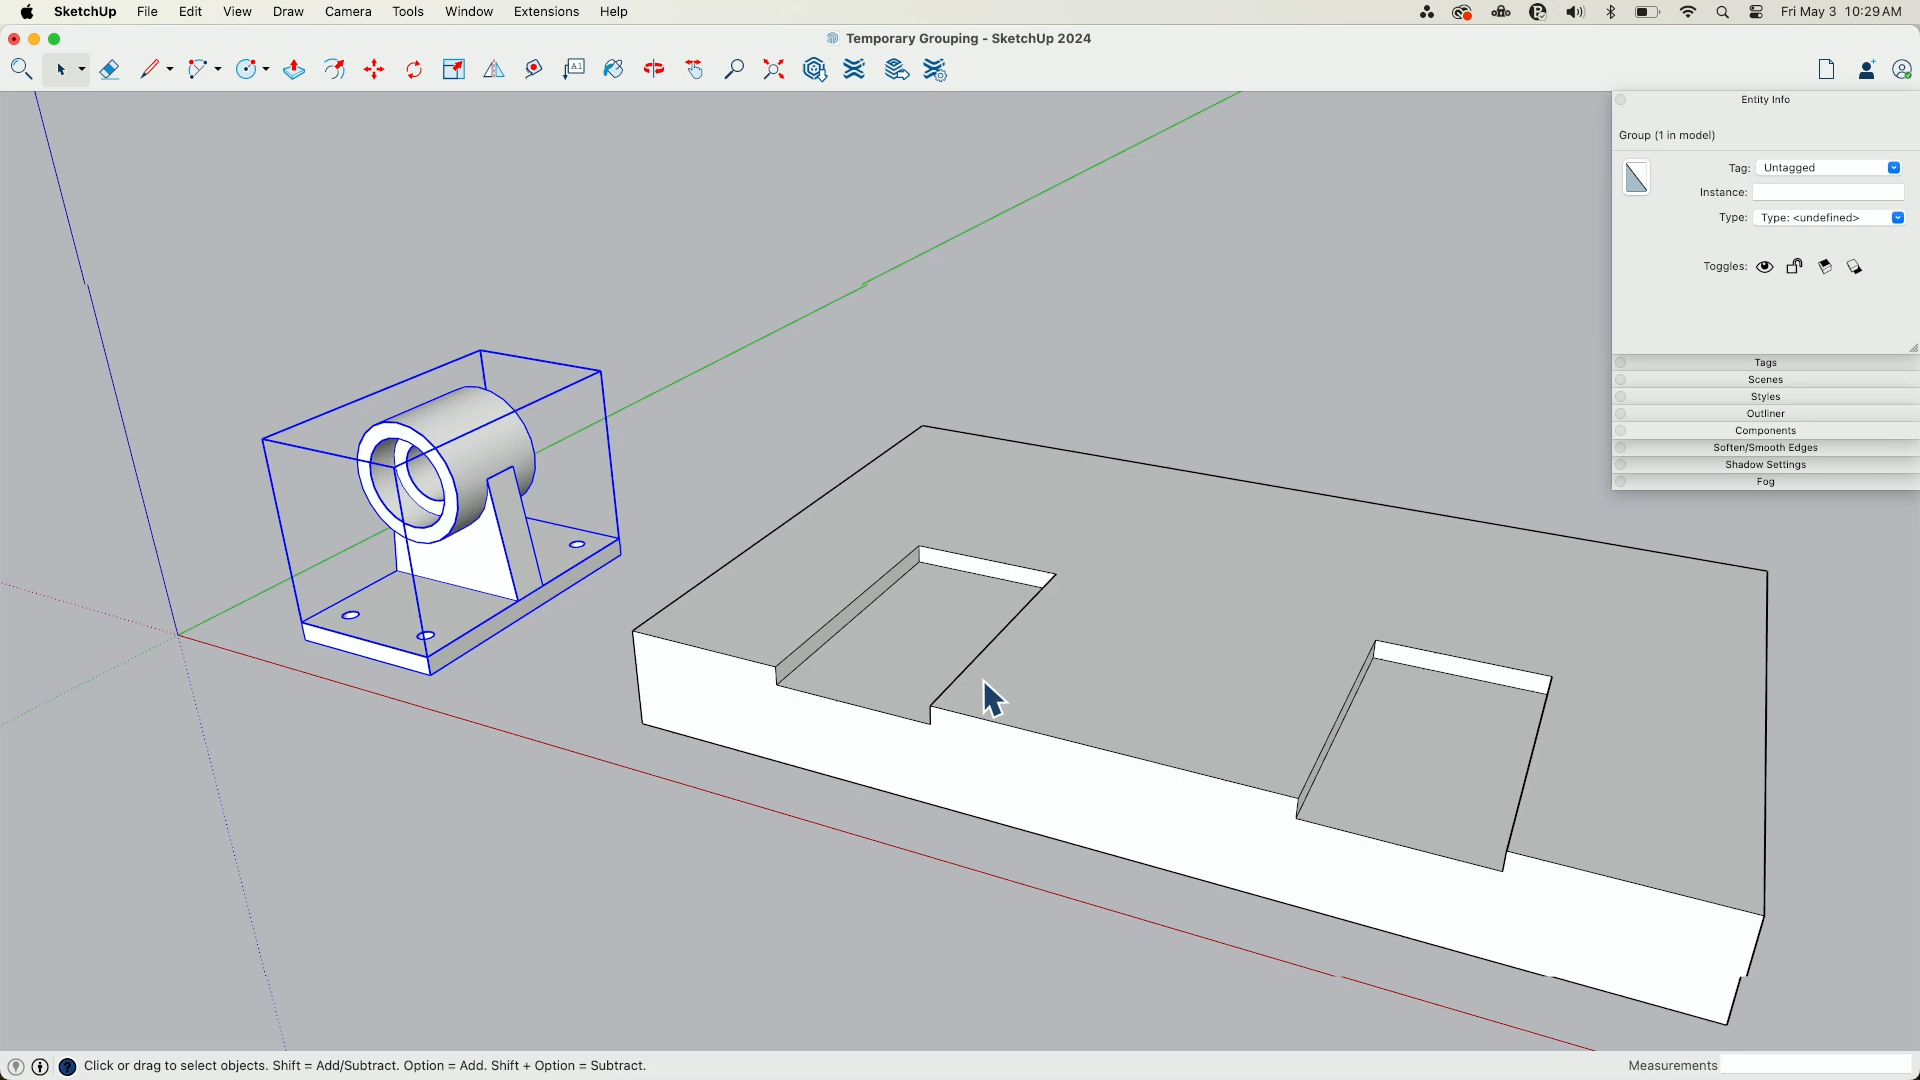 SketchUp File Edit View Draw Camera Tools Window Extensions Help Fri May 3 10:29 AM
Temporary Grouping - SketchUp 2024
A1
Entity Info
Group (1 in model)
Tag: Untagged
Instance:
Type: Type: <undefined>
Toggles:
Tags
Scenes
Styles
Outliner
Components
Soften/Smooth Edges
Shadow Settings
Fog
Click or drag to select objects. Shift = Add/Subtract. Option = Add. Shift + Option = Subtract. Measurements